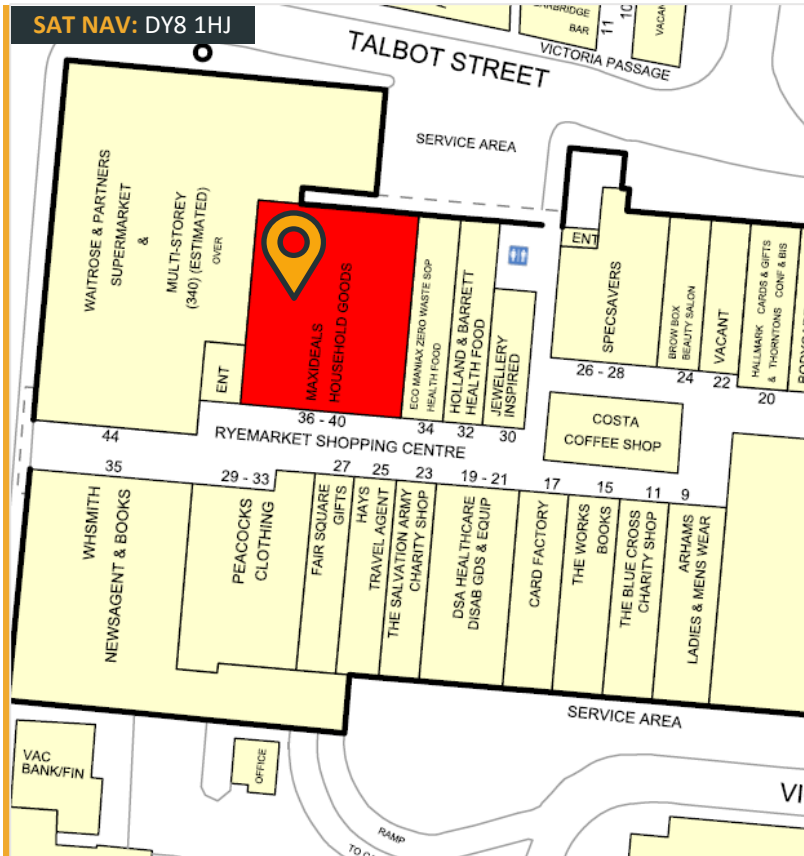 SAT NAV: DY8 1HJ
BAR
11
10
TALBOT STREET
VICTORIA PASSAGE
SERVICE AREA
WAITROSE & PARTNERS
SUPERMARKET
&
MULTI-STOREY
(340) (ESTIMATED)
OVER
ENT
MAXIDEALS
HOUSEHOLD GOODS
ECO MANIAX ZERO WASTE SOP
HEALTH FOOD
HOLLAND & BARRETT
HEALTH FOOD
JEWELLERY
INSPIRED
ENT
SPECSAVERS
BROW BOX
BEAUTY SALON
VACANT
HALLMARK CARDS & GIFTS
& THORNTONS CONF & BIS
26 - 28
24
22
20
36 - 40
34
32
30
COSTA
COFFEE SHOP
44
RYEMARKET SHOPPING CENTRE
35
29 - 33
27
25
23
19 - 21
17
15
11
9
WHSMITH
NEWSAGENT & BOOKS
PEACOCKS
CLOTHING
FAIR SQUARE
GIFTS
HAYS
TRAVEL AGENT
THE SALVATION ARMY
CHARITY SHOP
DSA HEALTHCARE
DISAB GDS & EQUIP
CARD FACTORY
THE WORKS
BOOKS
THE BLUE CROSS
CHARITY SHOP
ARHAMS
LADIES & MENS WEAR
SERVICE AREA
VAC
BANK/FIN
OFFICE
RAMP
TO
VI